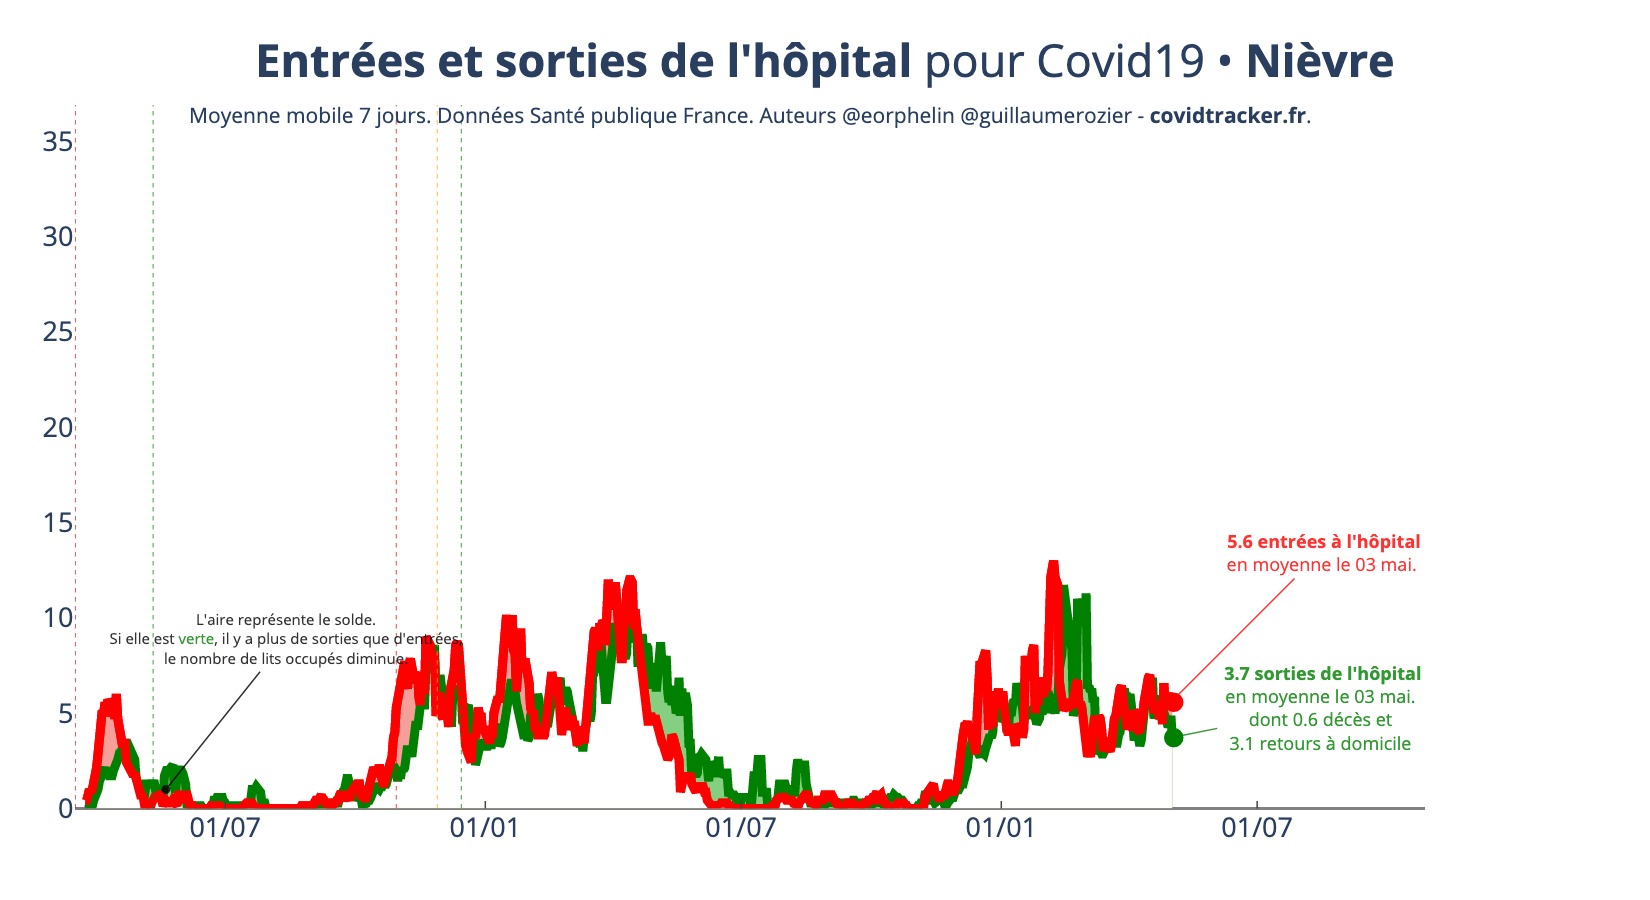 Entrées et sorties de l'hôpital pour Covid19 • Nièvre
Moyenne mobile 7 jours. Données Santé publique France. Auteurs @eorphelin @guillaumerozier - covidtracker.fr.
35
30
25
20
15
10
5
0
L'aire représente le solde.
Si elle est verte, il y a plus de sorties que d'entrées,
le nombre de lits occupés diminue.
5.6 entrées à l'hôpital
en moyenne le 03 mai.
3.7 sorties de l'hôpital
en moyenne le 03 mai.
dont 0.6 décès et
3.1 retours à domicile
01/07
01/01
01/07
01/01
01/07